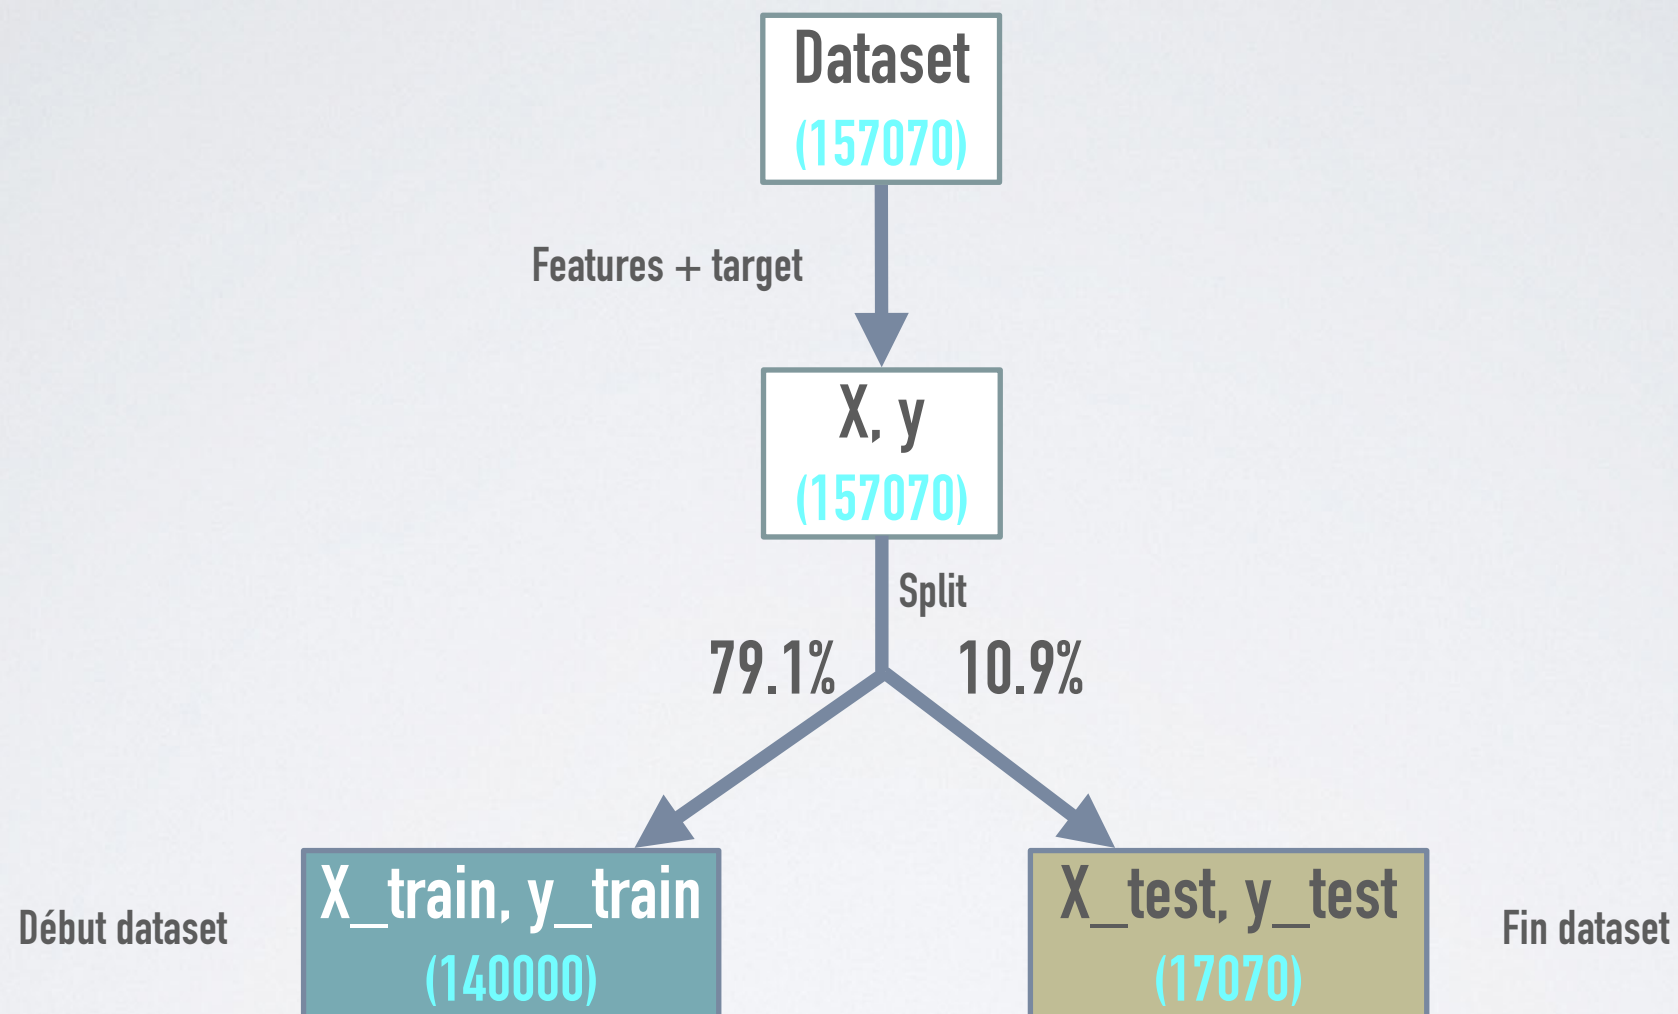 Dataset
(157070)
Features + target
X, y
(157070)
Split
79.1% 10.9%
X_train, y_train
(140000)
X_test, y_test
(17070)
Début dataset
Fin dataset